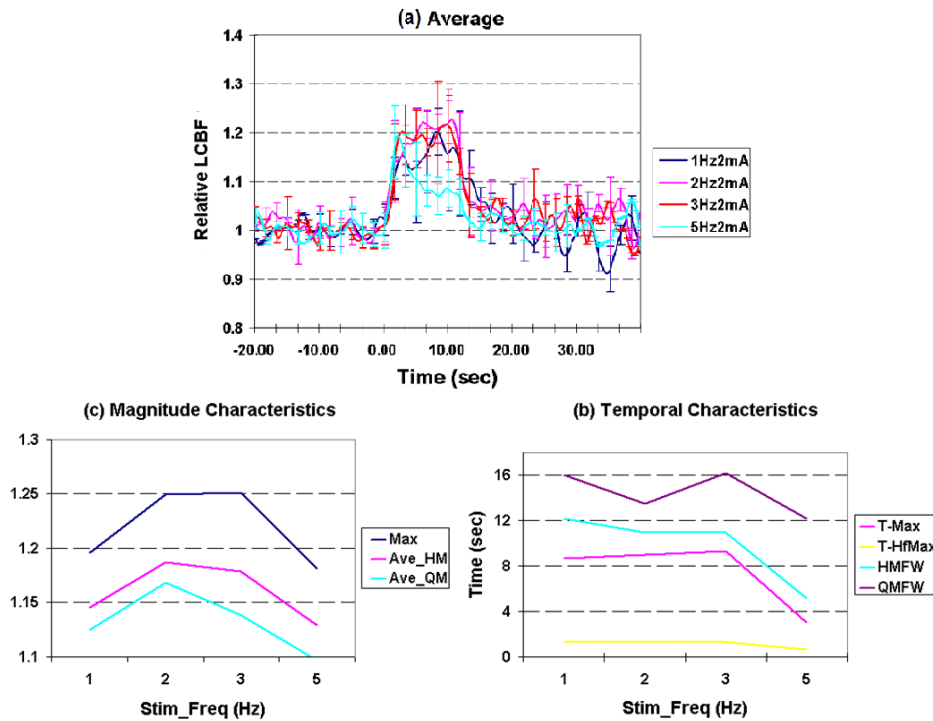 (a) Average
1.4
1.3
1.2
1.1
1
0.9
0.8
Relative LCBF
-20.00 -10.00 0.00 10.00 20.00 30.00
Time (sec)
1Hz2mA
2Hz2mA
3Hz2mA
5Hz2mA
(c) Magnitude Characteristics
1.3
1.25
1.2
1.15
1.1
1 2 3 5
Stim_Freq (Hz)
Max
Ave_HM
Ave_QM
(b) Temporal Characteristics
16
12
8
4
0
Time (sec)
1 2 3 5
Stim_Freq (Hz)
T-Max
T-HfMax
HMFW
QMFW